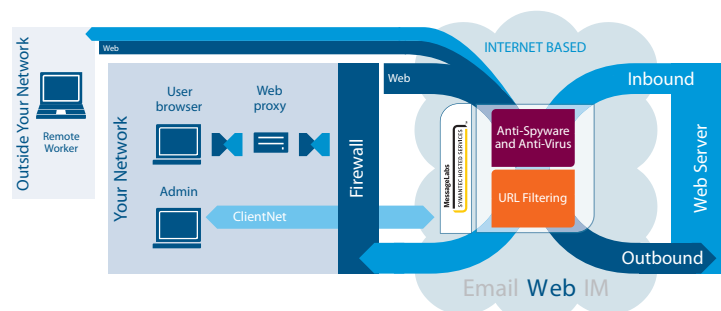 Outside Your Network
Remote
Worker
Web
Your Network
User
browser
Web
proxy
Admin
ClientNet
Firewall
INTERNET BASED
Web
MessageLabs
SYMANTEC HOSTED SERVICES
Anti-Spyware
and Anti-Virus
URL Filtering
Inbound
Outbound
Web Server
Email Web IM